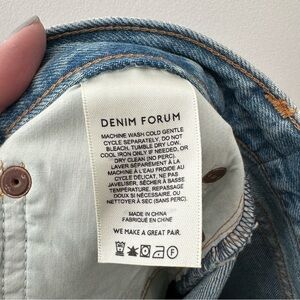 DENIM FORUM
MACHINE WASH COLD GENTLE
CYCLE SEPARATELY, DO NOT
BLEACH, TUMBLE DRY LOW,
COOL IRON ONLY IF NEEDED, OR
DRY CLEAN (NO PERC).
LAVER SÉPARÉMENT À LA
MACHINE À L'EAU FROIDE
CYCLE DÉLICAT, NE PAS
JAVELISER, SÉCHER À BASSE
TEMPÉRATURE, REPASSAGE
DOUX SI NÉCESSAIRE, OU
NETTOYER À SEC (SANS PERC).
MADE IN CHINA
FABRIQUÉ EN CHINE
WE MAKE A GREAT PAIR.
F